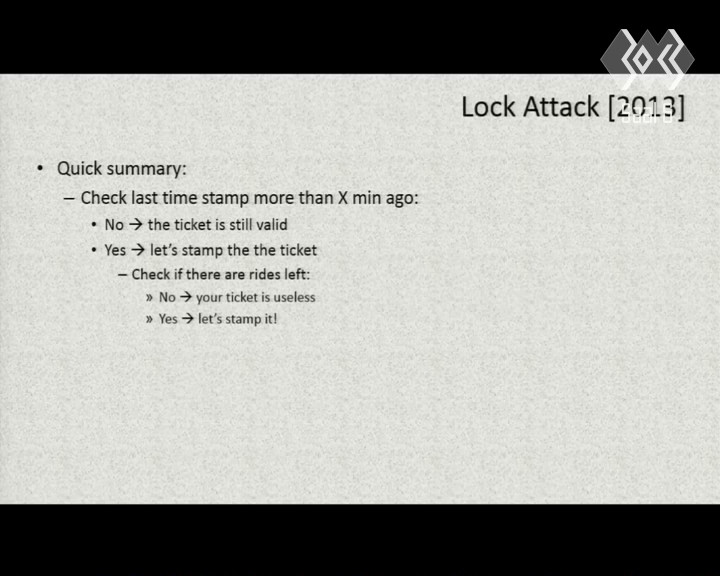 Lock Attack [2013]
• Quick summary:
– Check last time stamp more than X min ago:
• No → the ticket is still valid
• Yes → let's stamp the the ticket
– Check if there are rides left:
» No → your ticket is useless
» Yes → let's stamp it!